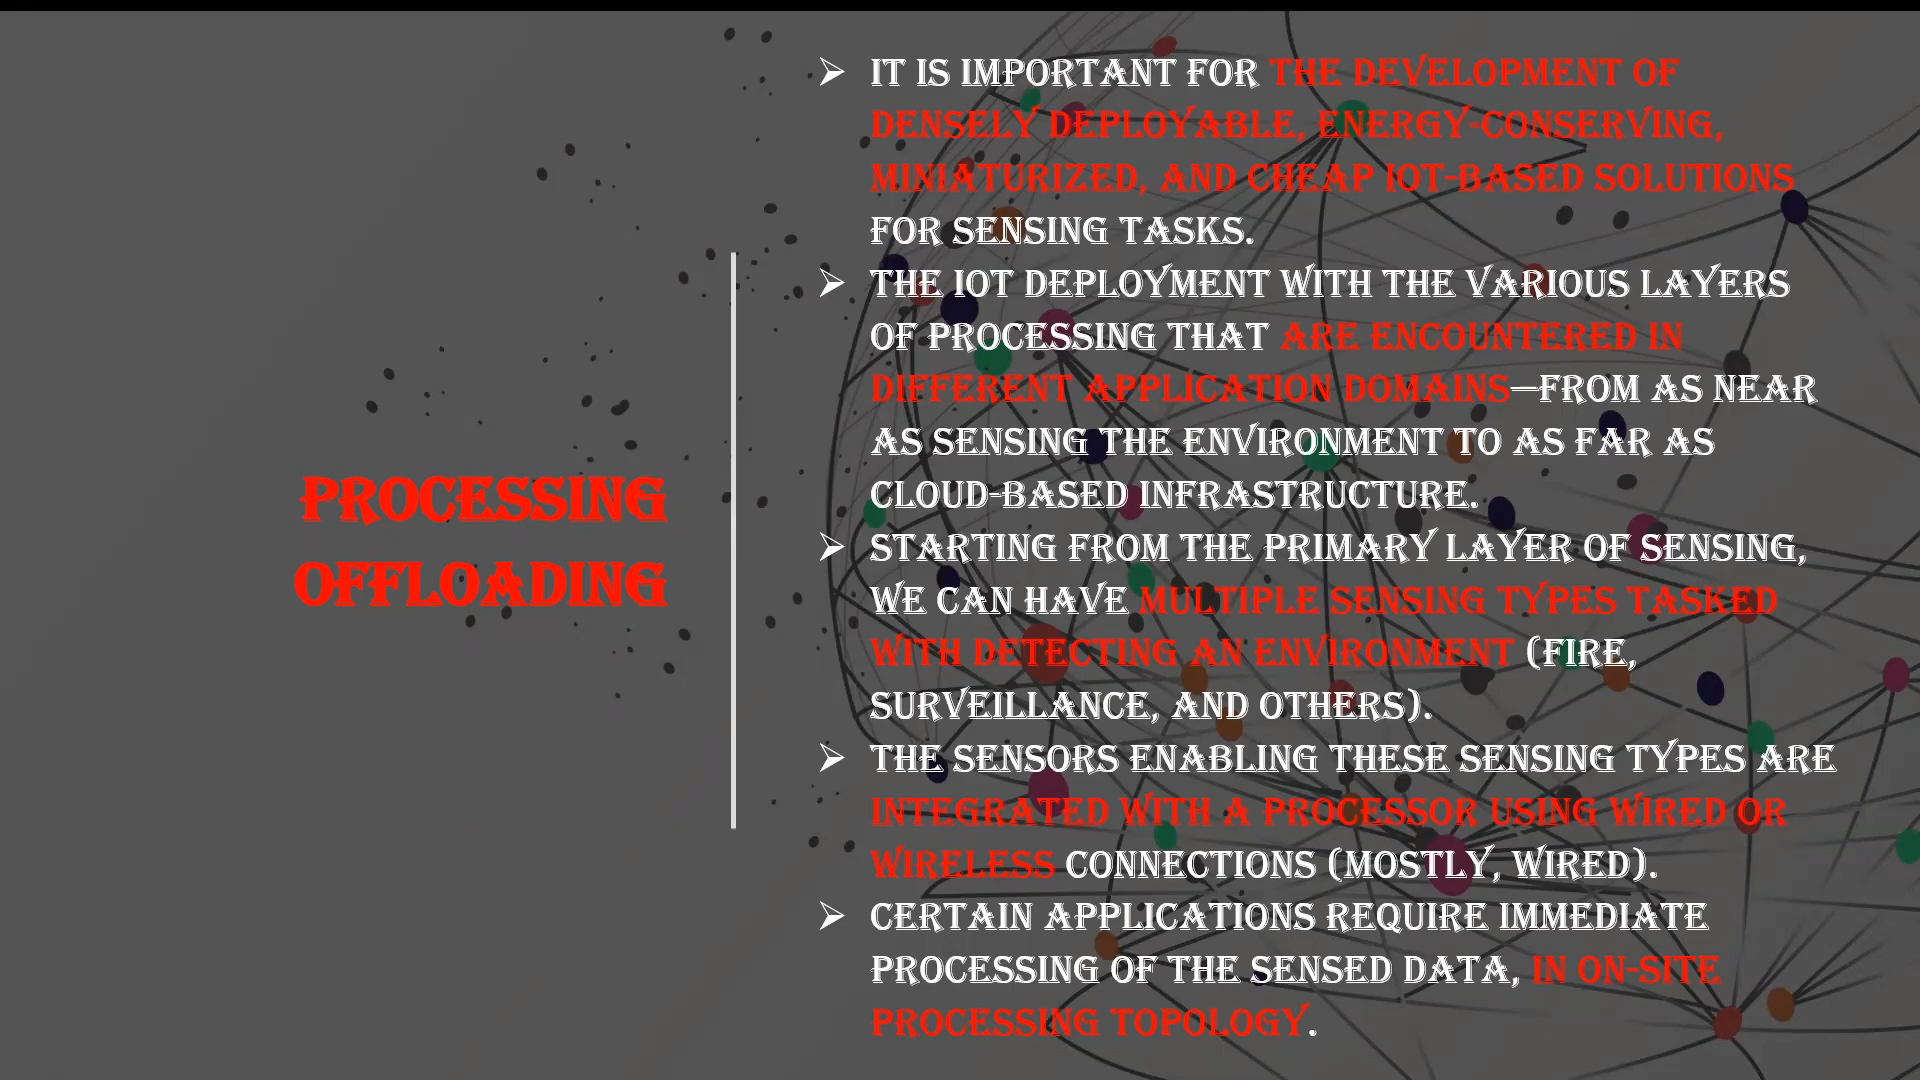 PROCESSING
OFFLOADING
➢ IT IS IMPORTANT FOR THE DEVELOPMENT OF
DENSELY DEPLOYABLE, ENERGY-CONSERVING,
MINIATURIZED, AND CHEAP IOT-BASED SOLUTIONS
FOR SENSING TASKS.
➢ THE IOT DEPLOYMENT WITH THE VARIOUS LAYERS
OF PROCESSING THAT ARE ENCOUNTERED IN
DIFFERENT APPLICATION DOMAINS—FROM AS NEAR
AS SENSING THE ENVIRONMENT TO AS FAR AS
CLOUD-BASED INFRASTRUCTURE.
➢ STARTING FROM THE PRIMARY LAYER OF SENSING,
WE CAN HAVE MULTIPLE SENSING TYPES TASKED
WITH DETECTING AN ENVIRONMENT (FIRE,
SURVEILLANCE, AND OTHERS).
➢ THE SENSORS ENABLING THESE SENSING TYPES ARE
INTEGRATED WITH A PROCESSOR USING WIRED OR
WIRELESS CONNECTIONS (MOSTLY, WIRED).
➢ CERTAIN APPLICATIONS REQUIRE IMMEDIATE
PROCESSING OF THE SENSED DATA, IN ON-SITE
PROCESSING TOPOLOGY.